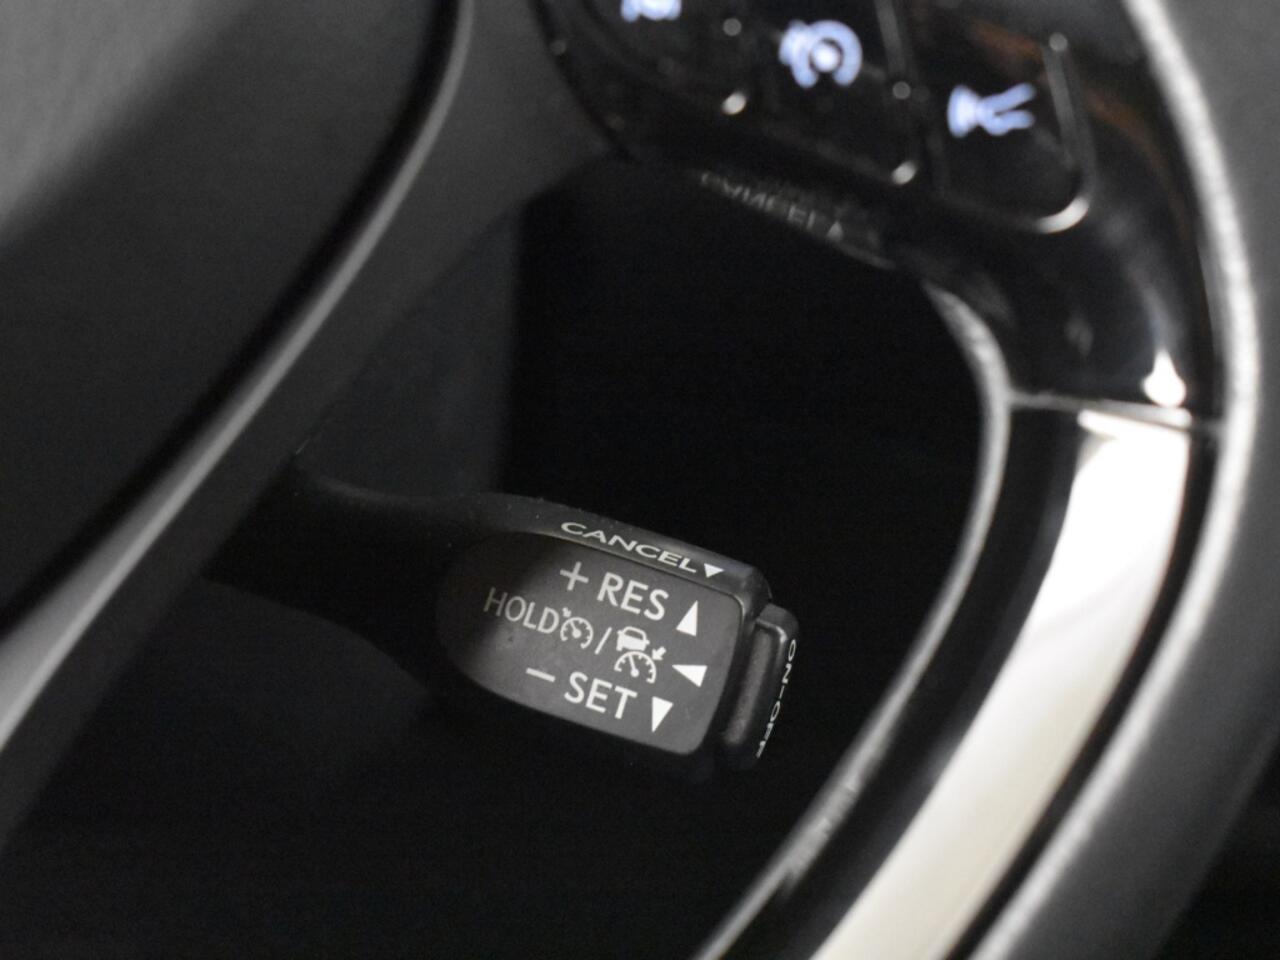 CANCEL▼
+ RES ▲
HOLD / ◀
− SET ▼
ON-OFF